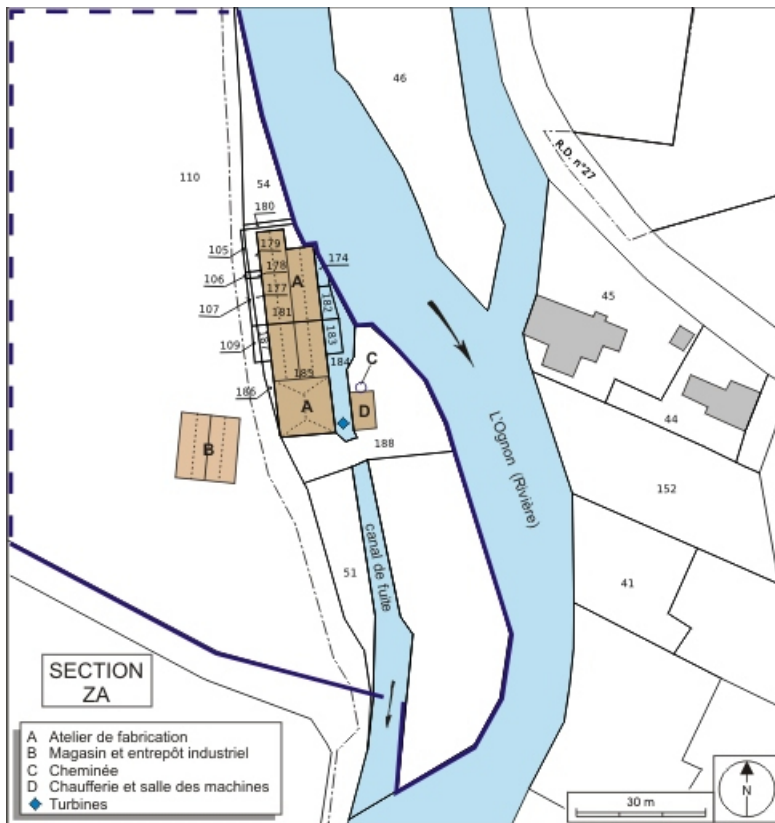 46
R.D. n°27
110
54
180
105
179
174
106
178
A
177
107
182
45
181
181
183
109
184
C
185
186
A
D
44
B
188
L'Ognon (Rivière)
152
canal de fuite
51
41
SECTION
ZA
A Atelier de fabrication
B Magasin et entrepôt industriel
C Cheminée
D Chaufferie et salle des machines
Turbines
30 m
N